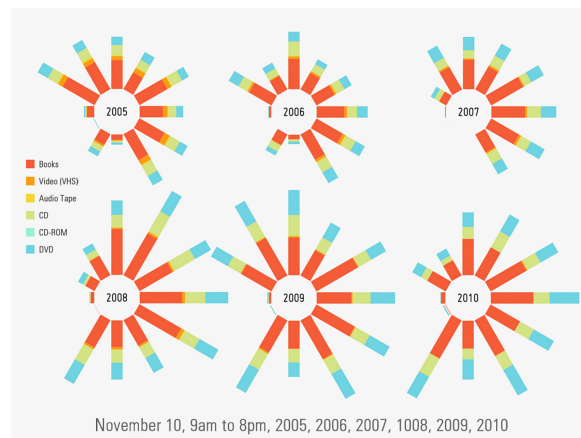 2005
2006
2007
Books
Video (VHS)
Audio Tape
CD
CD-ROM
DVD
2008
2009
2010
November 10, 9am to 8pm, 2005, 2006, 2007, 1008, 2009, 2010